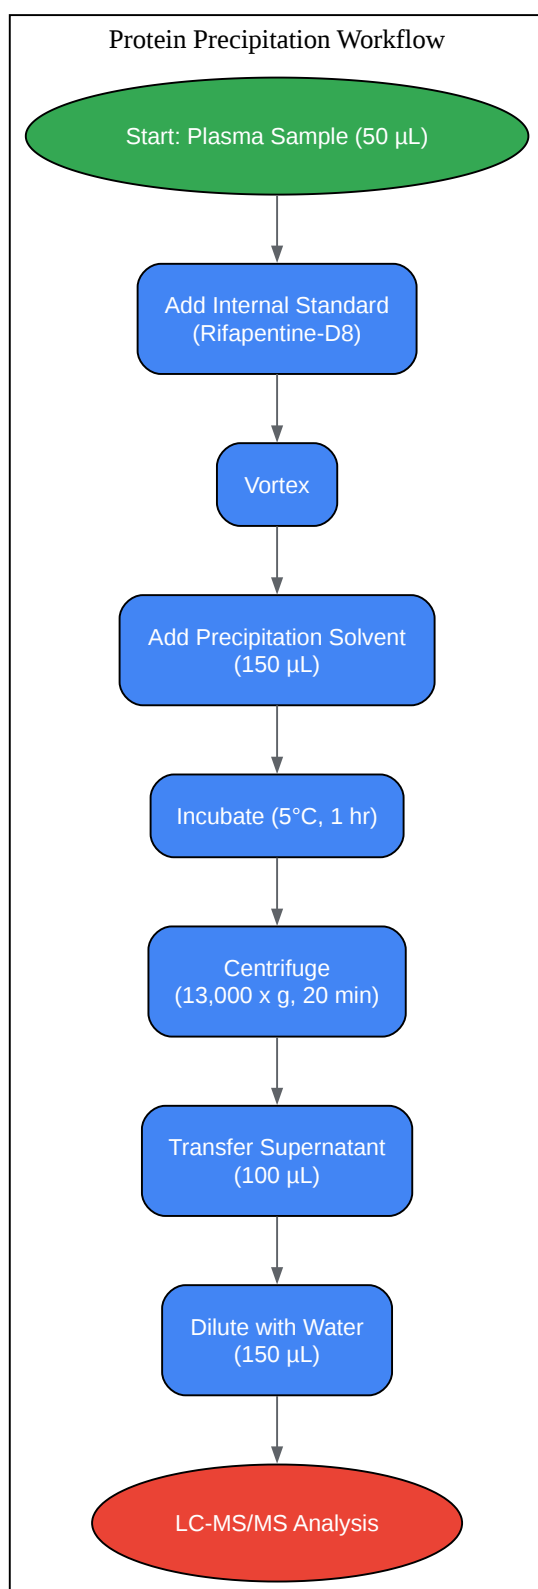 Protein Precipitation Workflow
Start: Plasma Sample (50 µL)
Add Internal Standard
(Rifapentine-D8)
Vortex
Add Precipitation Solvent
(150 µL)
Incubate (5°C, 1 hr)
Centrifuge
(13,000 x g, 20 min)
Transfer Supernatant
(100 µL)
Dilute with Water
(150 µL)
LC-MS/MS Analysis